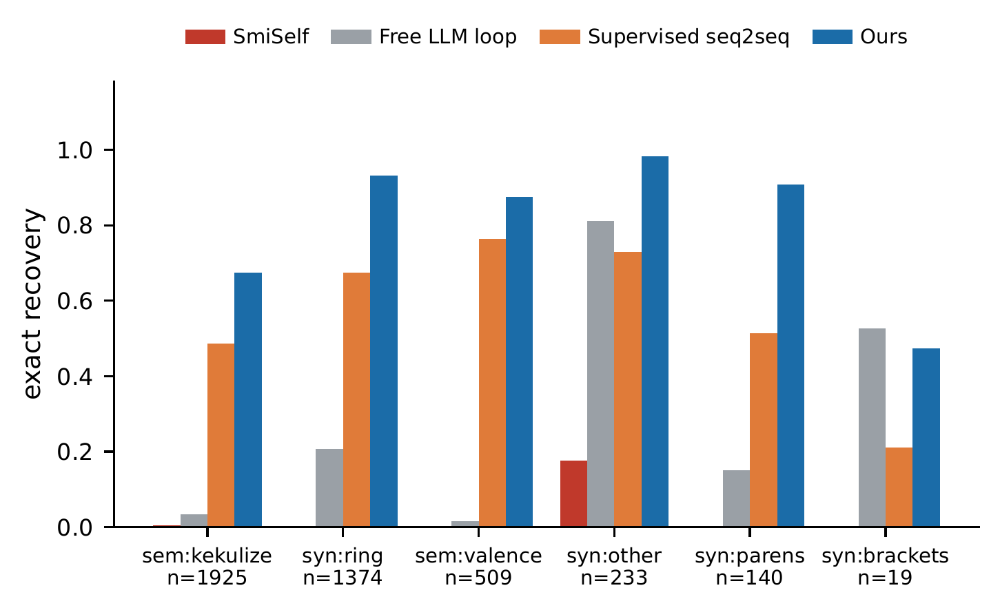 SmiSelf Free LLM loop Supervised seq2seq Ours
exact recovery
1.0
0.8
0.6
0.4
0.2
0.0
sem:kekulize syn:ring sem:valence syn:other syn:parens syn:brackets
n=1925 n=1374 n=509 n=233 n=140 n=19